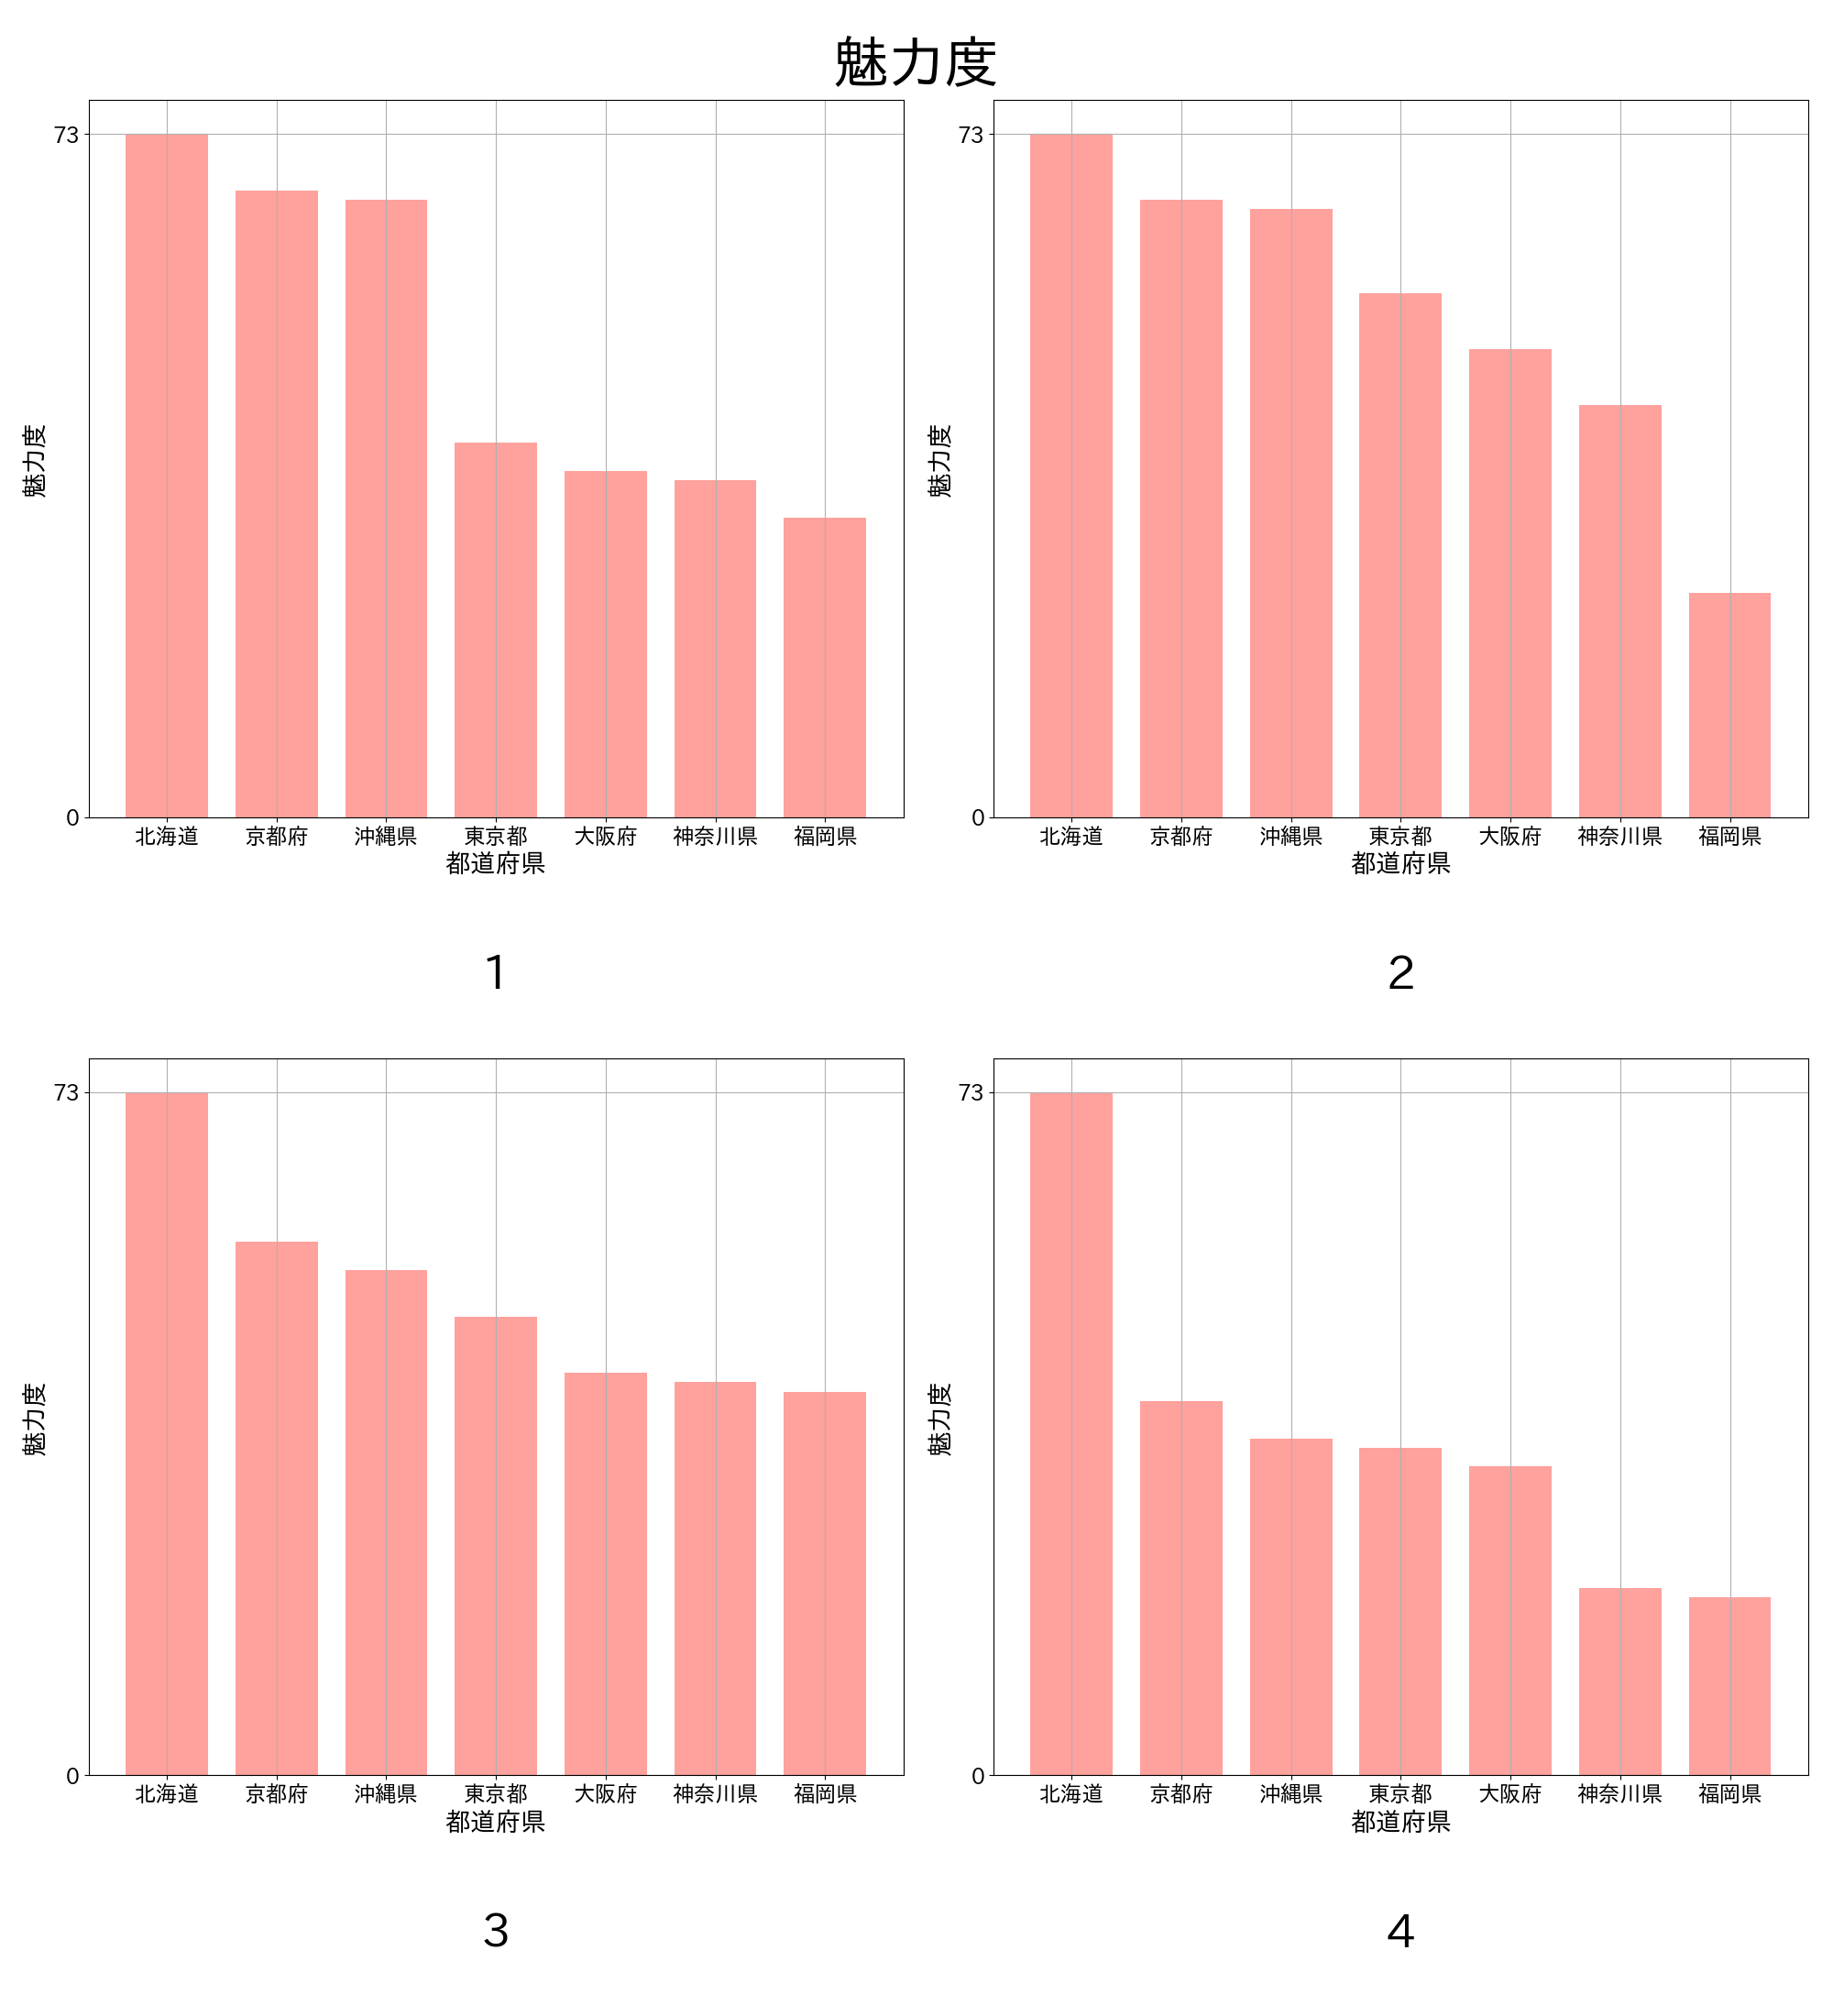 魅力度
73
0
魅力度
北海道 京都府 沖縄県 東京都 大阪府 神奈川県 福岡県
都道府県
1
73
0
魅力度
北海道 京都府 沖縄県 東京都 大阪府 神奈川県 福岡県
都道府県
2
73
0
魅力度
北海道 京都府 沖縄県 東京都 大阪府 神奈川県 福岡県
都道府県
3
73
0
魅力度
北海道 京都府 沖縄県 東京都 大阪府 神奈川県 福岡県
都道府県
4